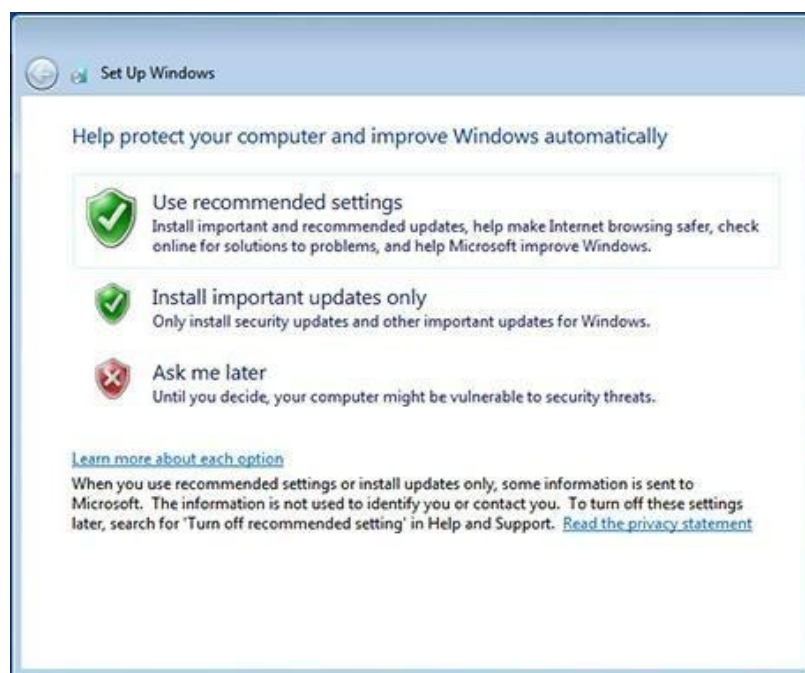 Set Up Windows
Help protect your computer and improve Windows automatically
Use recommended settings
Install important and recommended updates, help make Internet browsing safer, check
online for solutions to problems, and help Microsoft improve Windows.
Install important updates only
Only install security updates and other important updates for Windows.
Ask me later
Until you decide, your computer might be vulnerable to security threats.
Learn more about each option
When you use recommended settings or install updates only, some information is sent to
Microsoft. The information is not used to identify you or contact you. To turn off these settings
later, search for 'Turn off recommended setting' in Help and Support. Read the privacy statement